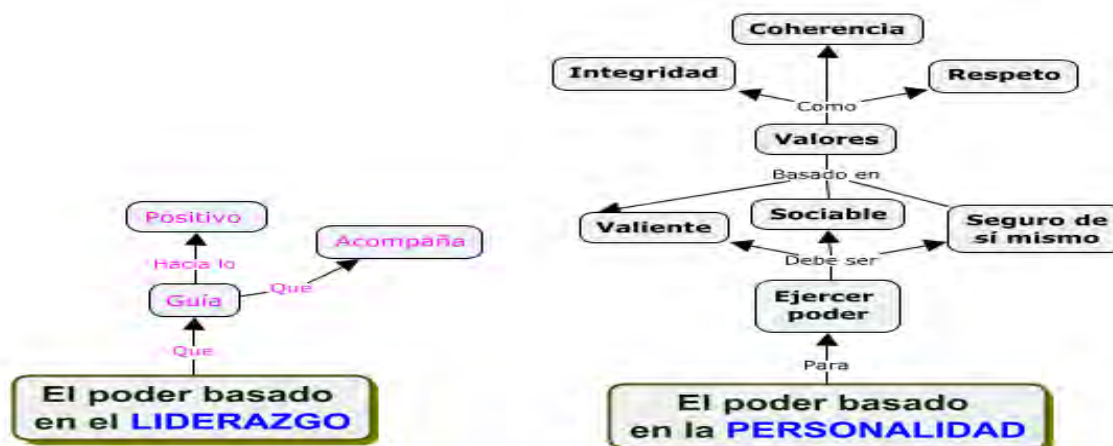 Positivo
Acompaña
Hacia lo
Que
Guía
Que
El poder basado
en el LIDERAZGO
Coherencia
Integridad
Respeto
Como
Valores
Basado en
Valiente
Sociable
Seguro de
sí mismo
Debe ser
Ejercer
poder
Para
El poder basado
en la PERSONALIDAD